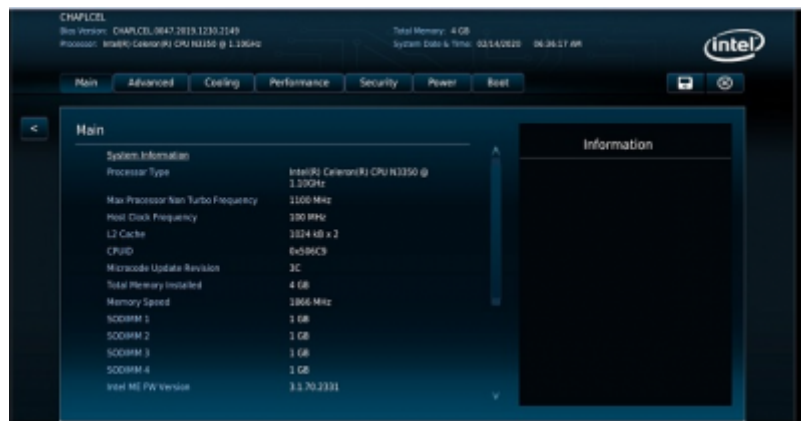 CHAPLCEL
Bios Version: CHAPLCEL.0047.2019.1230.2149
Total Memory: 4 GB
Processor: Intel(R) Celeron(R) CPU N3350 @ 1.10GHz
System Date & Time: 02/14/2020 06:36:17 AM
intel
Main Advanced Cooling Performance Security Power Boot
<
Main
Information
System Information
Processor Type Intel(R) Celeron(R) CPU N3350 @ 1.10GHz
Max Processor Non Turbo Frequency 1100 MHz
Host Clock Frequency 100 MHz
L2 Cache 1024 kB x 2
CPUID 0x506C9
Microcode Update Revision 3C
Total Memory Installed 4 GB
Memory Speed 1866 MHz
SODIMM 1 1 GB
SODIMM 2 1 GB
SODIMM 3 1 GB
SODIMM 4 1 GB
Intel ME FW Version 3.1.70.2331